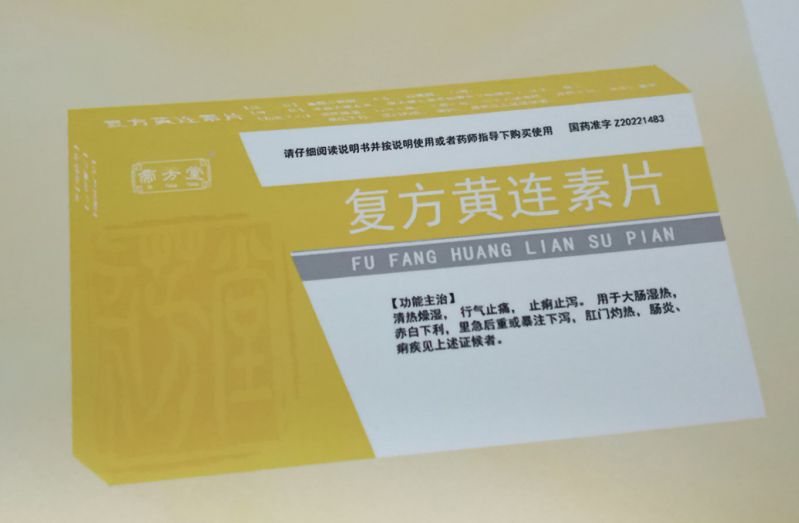 复方黄连素片
请仔细阅读说明书并按说明使用或者药师指导下购买使用 国药准字 Z20221483
斋方堂
复方黄连素片
FU FANG HUANG LIAN SU PIAN
【功能主治】
清热燥湿，行气止痛，止痢止泻。用于大肠湿热，
赤白下利，里急后重或暴注下泻，肛门灼热，肠炎、
痢疾见上述证候者。